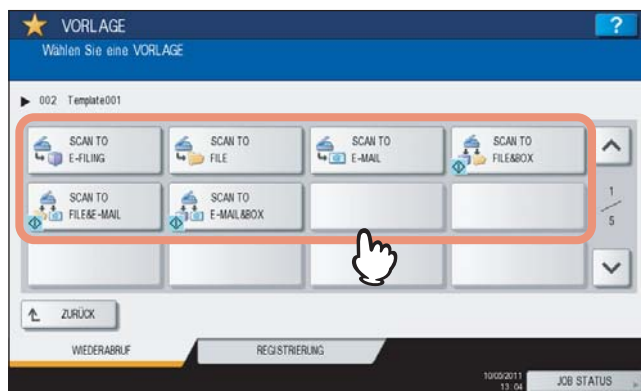 VORLAGE
?
Wählen Sie eine VORLAGE
002 Template001
SCAN TO
E-FILING
SCAN TO
FILE
SCAN TO
E-MAIL
SCAN TO
FILE&BOX
SCAN TO
FILE&E-MAIL
SCAN TO
E-MAIL&BOX
1
5
ZURÜCK
WIEDERABRUF
REGISTRIERUNG
10/03/2011
13:04
JOB STATUS